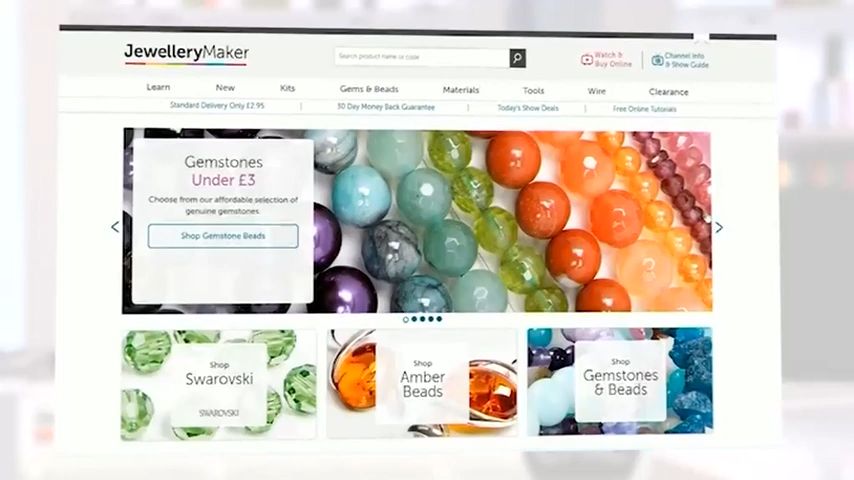 JewelleryMaker
Search product name or code
Watch &
Buy Online
Channel Info
& Show Guide
Learn New Kits Gems & Beads Materials Tools Wire Clearance
Standard Delivery Only £2.95 | 30 Day Money Back Guarantee | Today's Show Deals | Free Online Tutorials
Gemstones
Under £3
Choose from our affordable selection of
genuine gemstones.
Shop Gemstone Beads
Shop
Swarovski
SWAROVSKI
Shop
Amber
Beads
Shop
Gemstones
& Beads